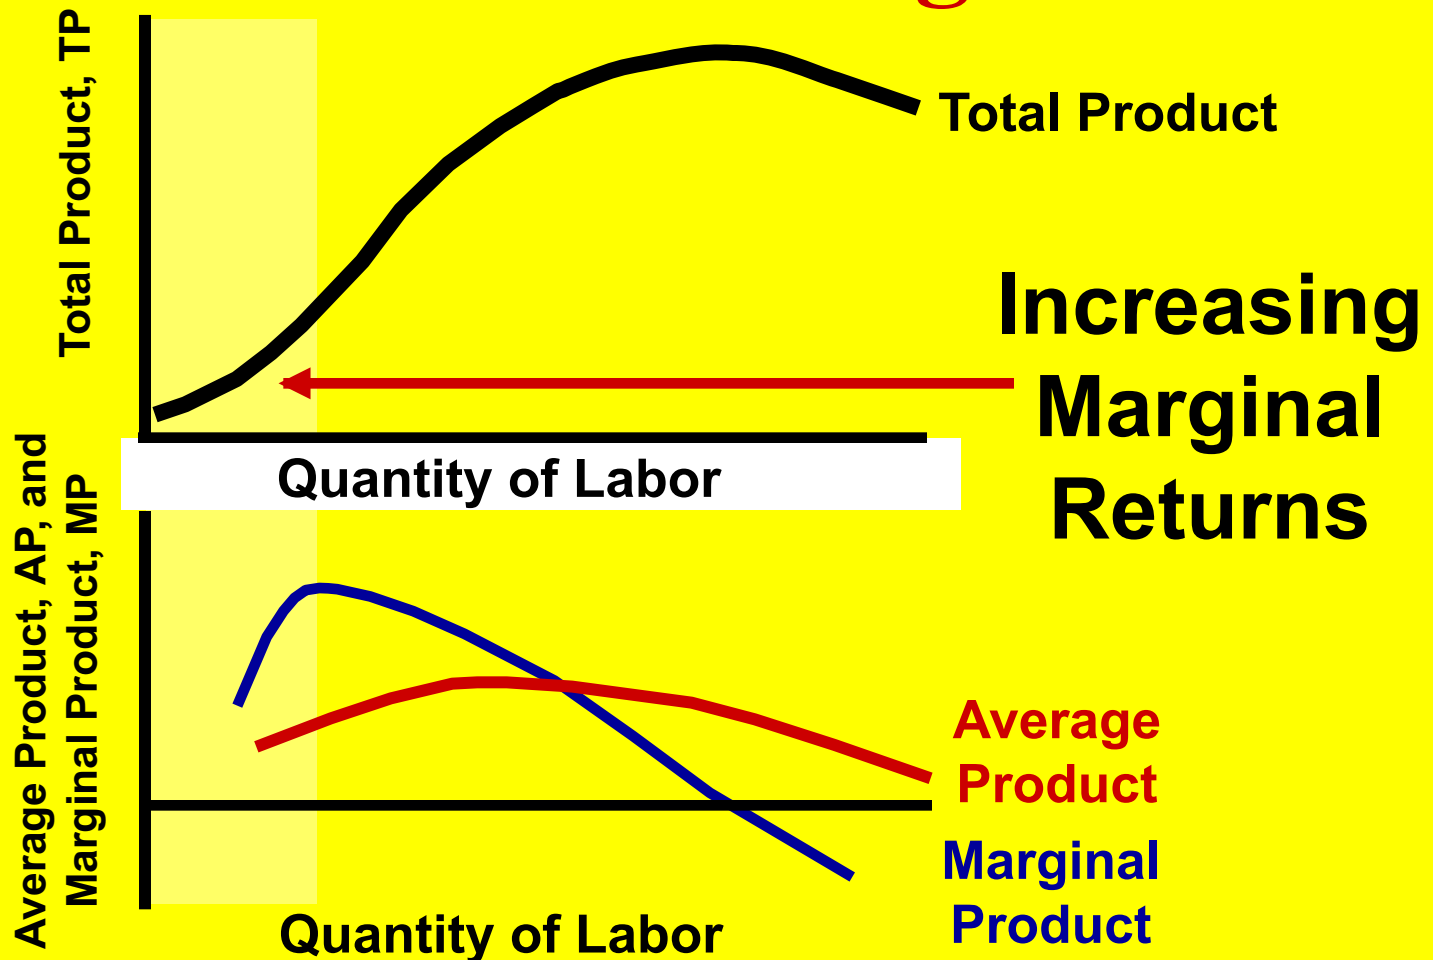 Total Product, TP
Total Product
Increasing
Marginal
Returns
Quantity of Labor
Average Product, AP, and
Marginal Product, MP
Average
Product
Marginal
Product
Quantity of Labor